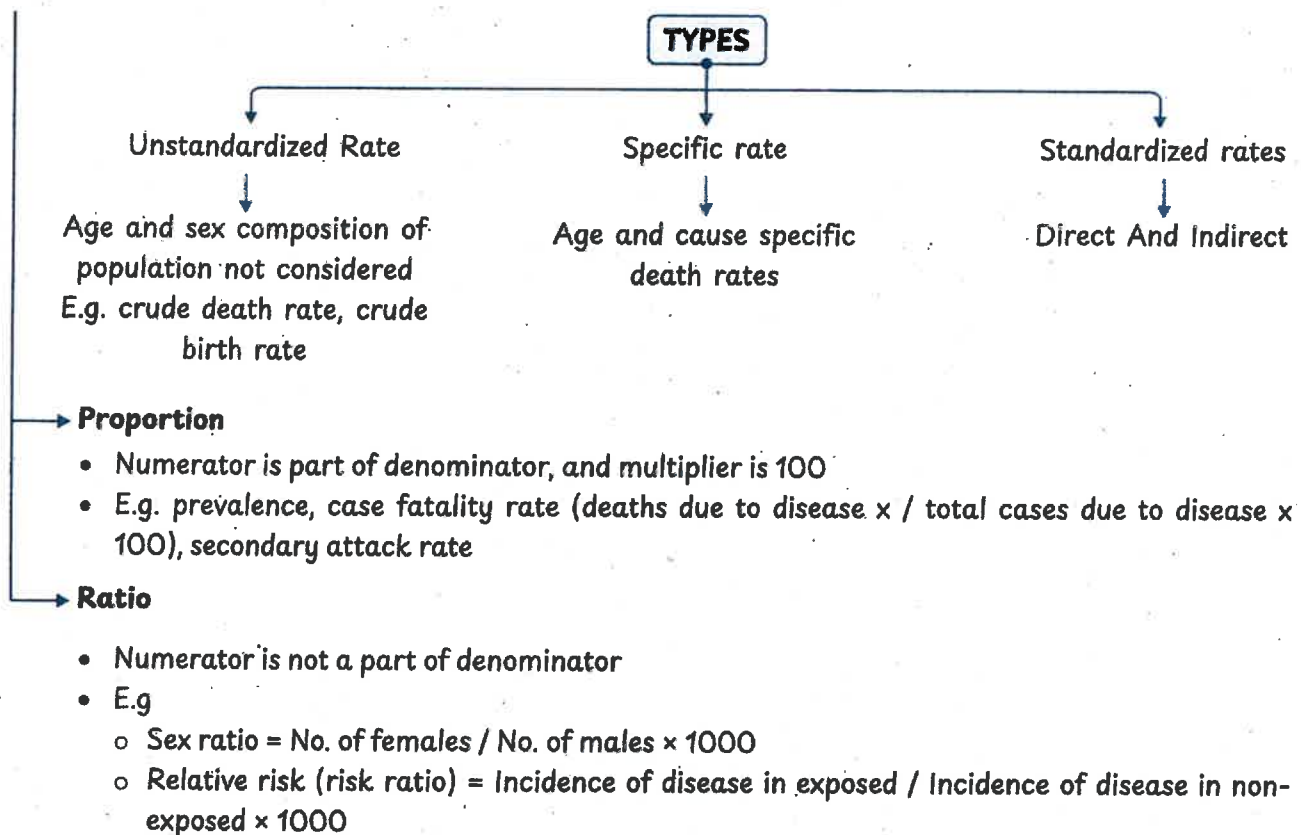 TYPES
Unstandardized Rate
Age and sex composition of
population not considered
E.g. crude death rate, crude
birth rate
Specific rate
Age and cause specific
death rates
Standardized rates
Direct And Indirect
Proportion
• Numerator is part of denominator, and multiplier is 100
• E.g. prevalence, case fatality rate (deaths due to disease x / total cases due to disease x
100), secondary attack rate
Ratio
• Numerator is not a part of denominator
• E.g
o Sex ratio = No. of females / No. of males × 1000
o Relative risk (risk ratio) = Incidence of disease in exposed / Incidence of disease in non-
exposed × 1000